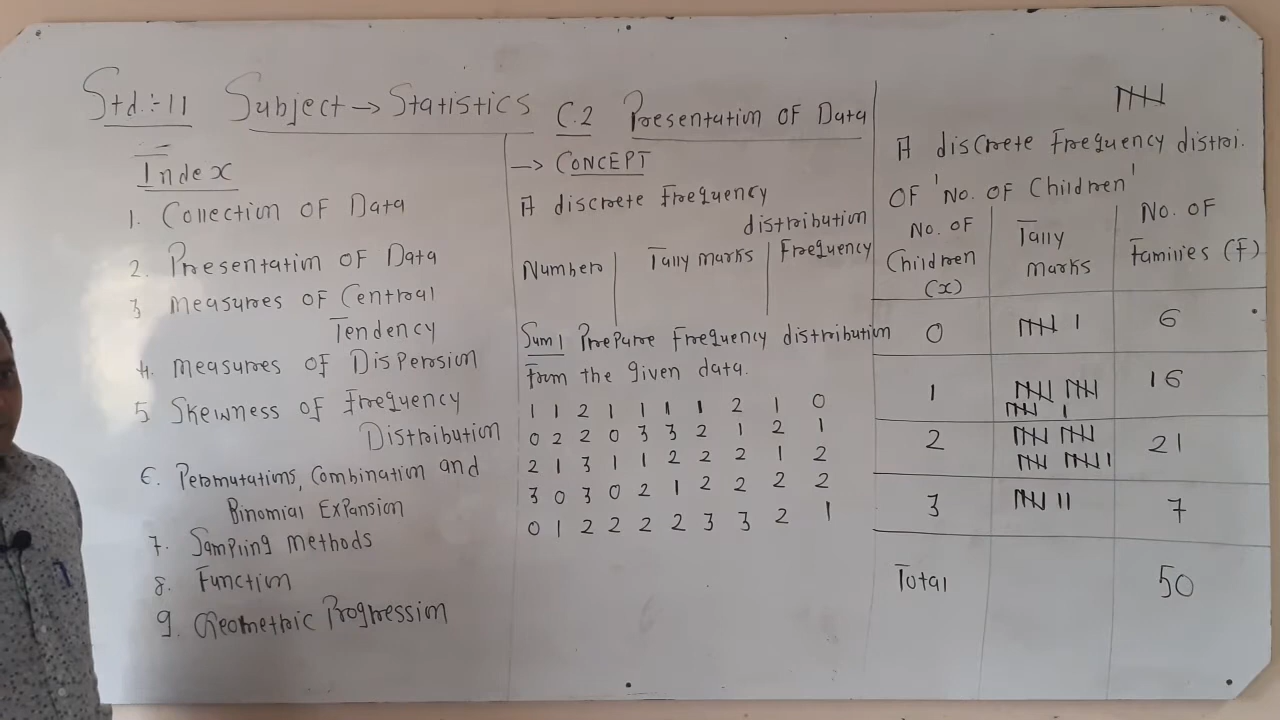 Std :- 11 Subject → Statistics
Index
1. Collection OF Data
2. Presentation OF Data
3 Measures OF Central
Tendency
4. Measures OF Dispersion
5 Skewness of Frequency
Distribution
6. Permutations, Combination and
Binomial Expansion
7. Sampling methods
8. Function
9. Geometric Progression
C.2 Presentation OF Data
→ CONCEPT
A discrete Frequency
distribution
Numbers Tally marks Frequency
Sum 1 Prepare Frequency distribution
from the given data.
1 1 2 1 1 1 1 2 1 0
0 2 2 0 3 3 2 1 2 1
2 1 3 1 1 2 2 2 1 2
3 0 3 0 2 1 2 2 2 2
0 1 2 2 2 2 3 3 2 1
A discrete Frequency distri.
OF 'No. OF Children'
No. OF Children (x) Tally marks No. OF Families (f)
0 𝍸 | 6
1 𝍸 𝍸 𝍸 | 16
2 𝍸 𝍸 𝍸 𝍸 | 21
3 𝍸 || 7
Total 50